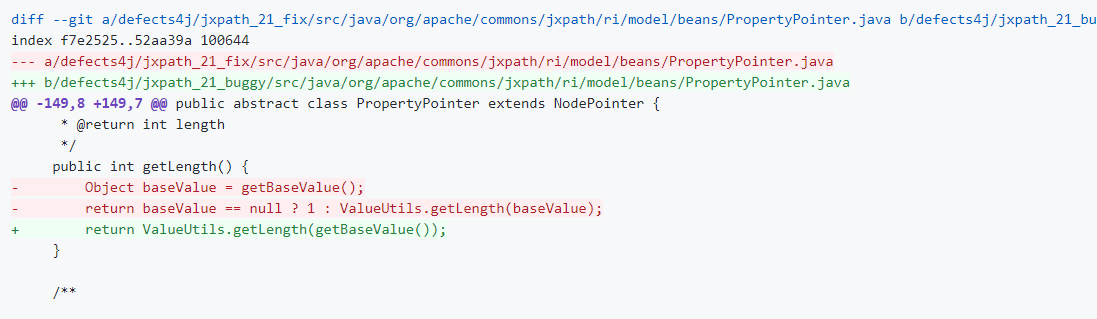 diff --git a/defects4j/jxpath_21_fix/src/java/org/apache/commons/jxpath/ri/model/beans/PropertyPointer.java b/defects4j/jxpath_21_bu
index f7e2525..52aa39a 100644
--- a/defects4j/jxpath_21_fix/src/java/org/apache/commons/jxpath/ri/model/beans/PropertyPointer.java
+++ b/defects4j/jxpath_21_buggy/src/java/org/apache/commons/jxpath/ri/model/beans/PropertyPointer.java
@@ -149,8 +149,7 @@ public abstract class PropertyPointer extends NodePointer {
      * @return int length
      */
     public int getLength() {
-        Object baseValue = getBaseValue();
-        return baseValue == null ? 1 : ValueUtils.getLength(baseValue);
+        return ValueUtils.getLength(getBaseValue());
     }
     /**